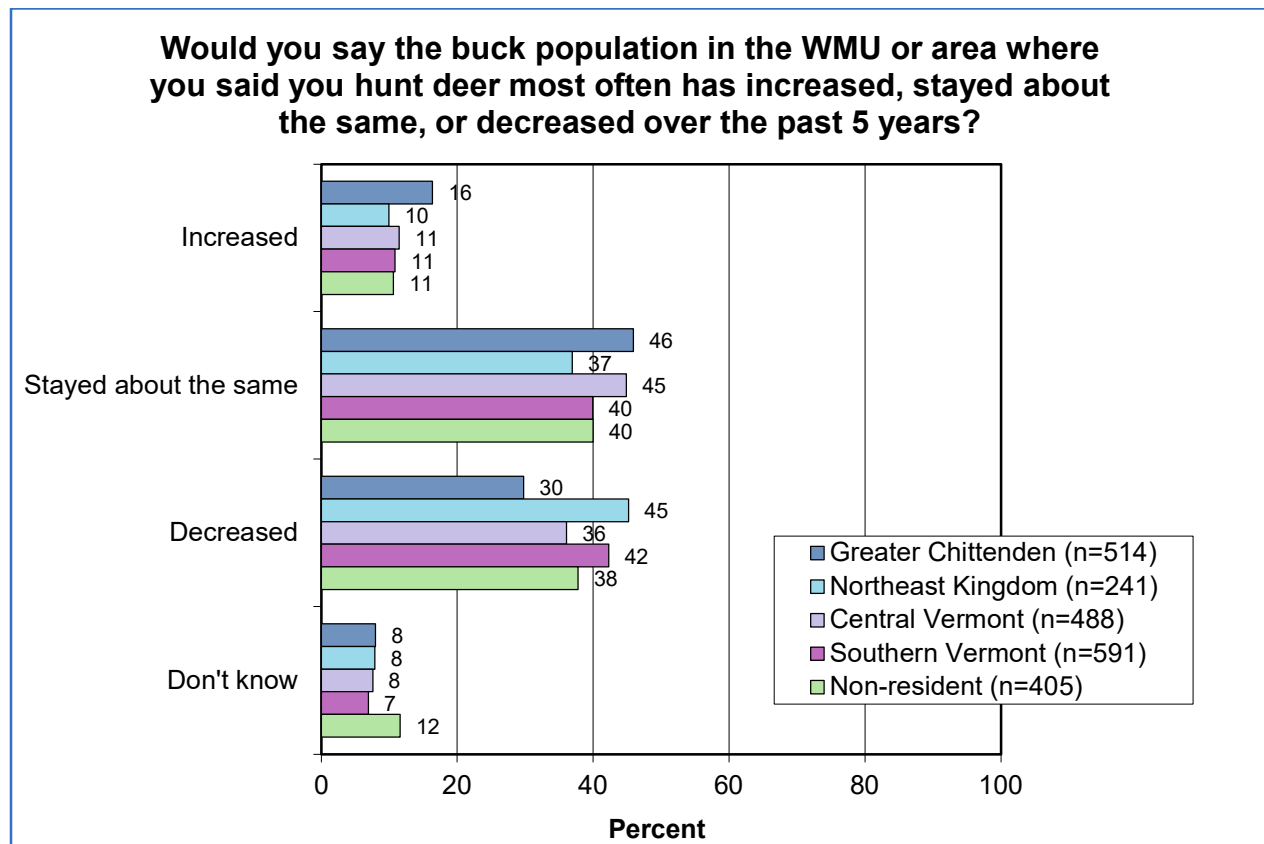 Would you say the buck population in the WMU or area where
you said you hunt deer most often has increased, stayed about
the same, or decreased over the past 5 years?
Increased
16
10
11
11
11
Stayed about the same
46
37
45
40
40
Decreased
30
45
36
42
38
Don't know
8
8
8
7
12
Greater Chittenden (n=514)
Northeast Kingdom (n=241)
Central Vermont (n=488)
Southern Vermont (n=591)
Non-resident (n=405)
0 20 40 60 80 100
Percent